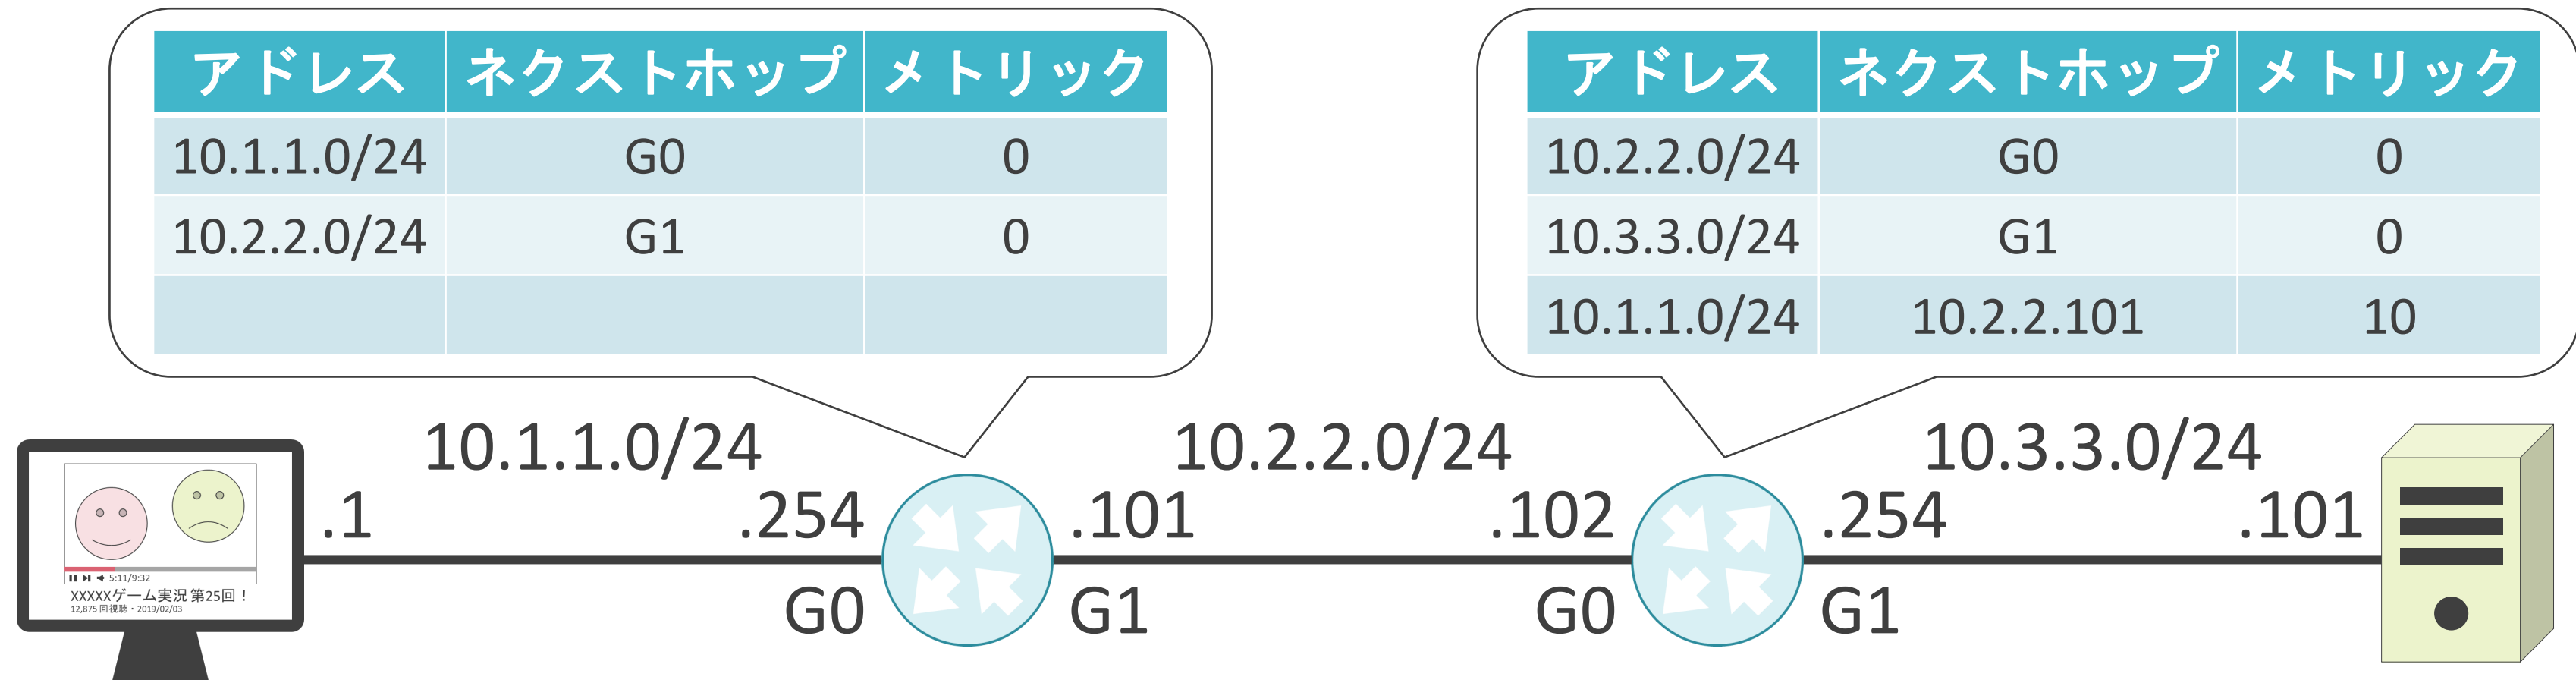 アドレス ネクストホップ メトリック
10.1.1.0/24 G0 0
10.2.2.0/24 G1 0
アドレス ネクストホップ メトリック
10.2.2.0/24 G0 0
10.3.3.0/24 G1 0
10.1.1.0/24 10.2.2.101 10
10.1.1.0/24 10.2.2.0/24 10.3.3.0/24
.1 .254 .101 .102 .254 .101
G0 G1 G0 G1
5:11/9:32
XXXXXゲーム実況 第25回！
12,875 回視聴・2019/02/03